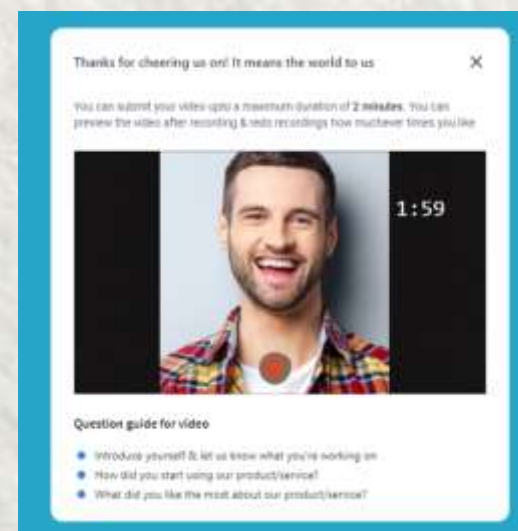 Thanks for cheering us on! It means the world to us
You can submit your video upto a maximum duration of 2 minutes. You can
preview the video after recording & redo recordings how muchever times you like
1:59
Question guide for video
Introduce yourself & let us know what you're working on
How did you start using our product/service?
What did you like the most about our product/service?